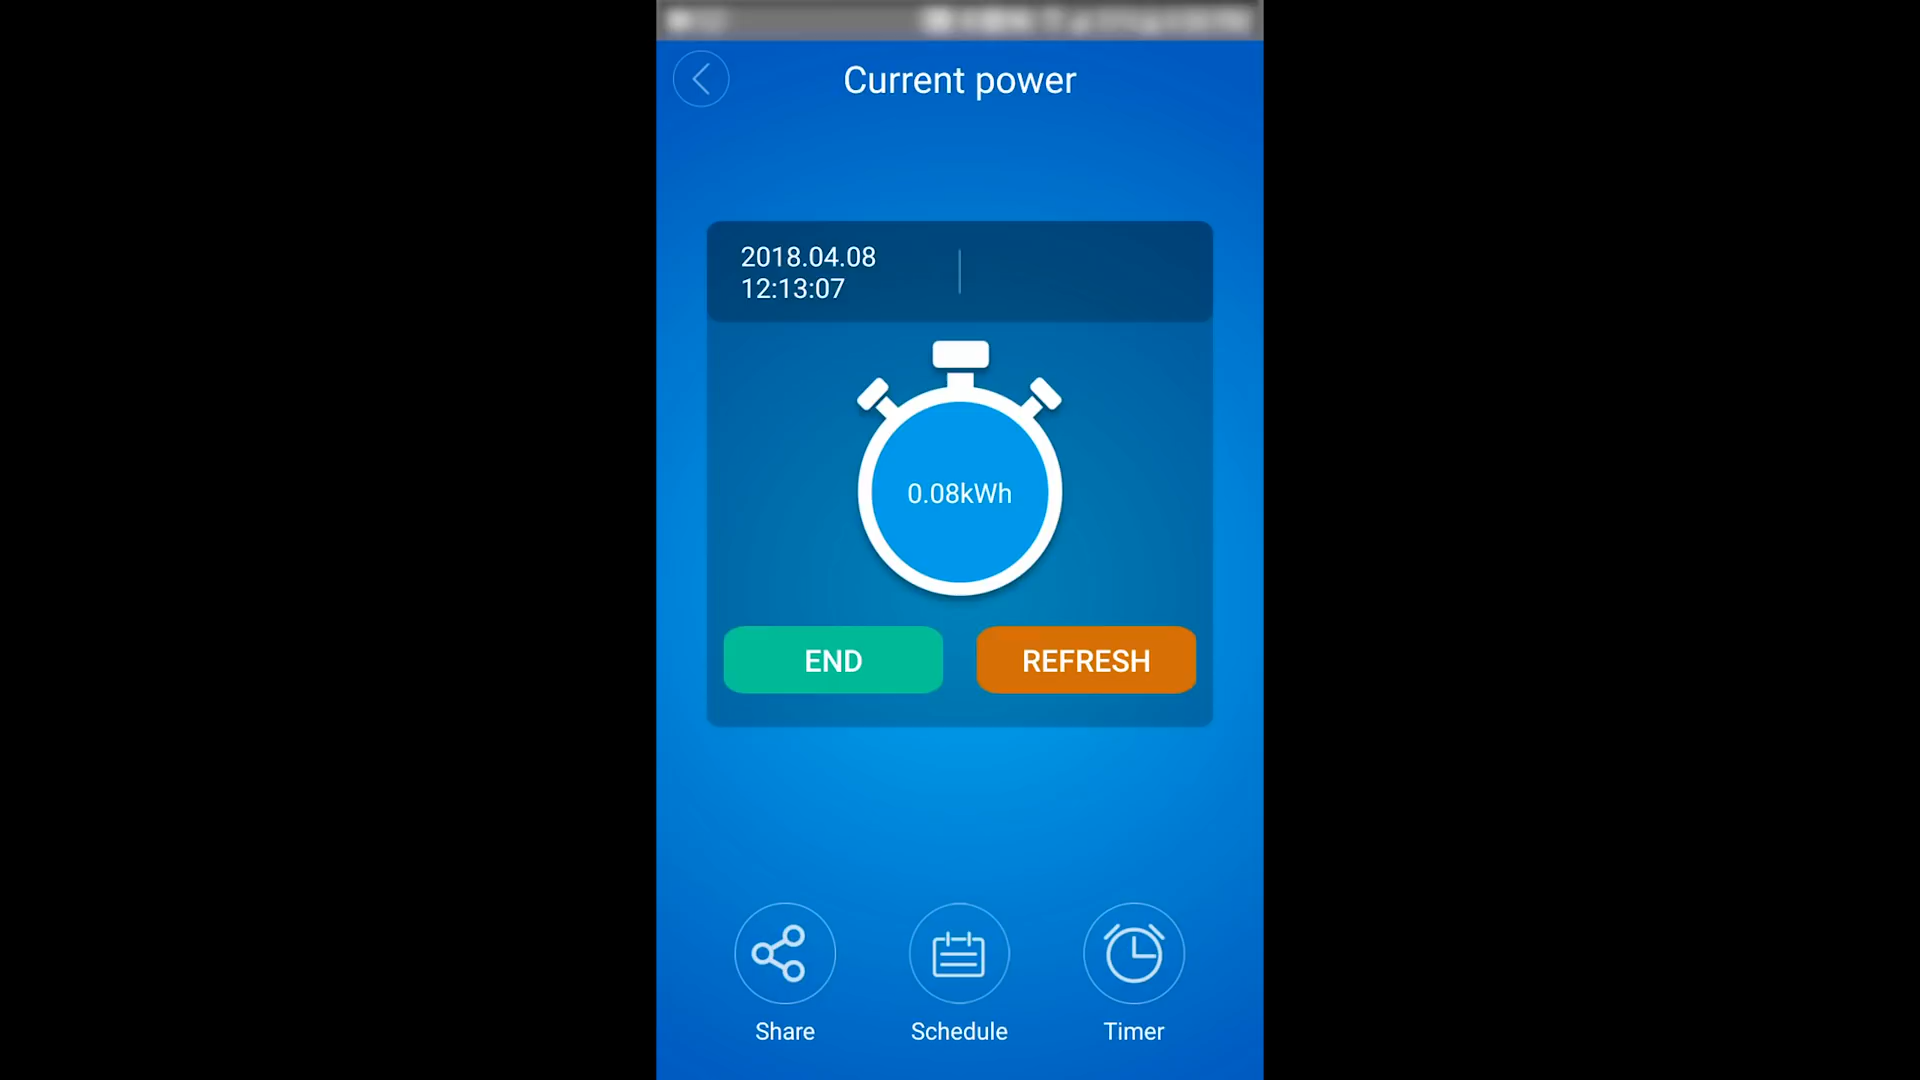 Current power
2018.04.08
12:13:07
0.08kWh
END
REFRESH
Share
Schedule
Timer